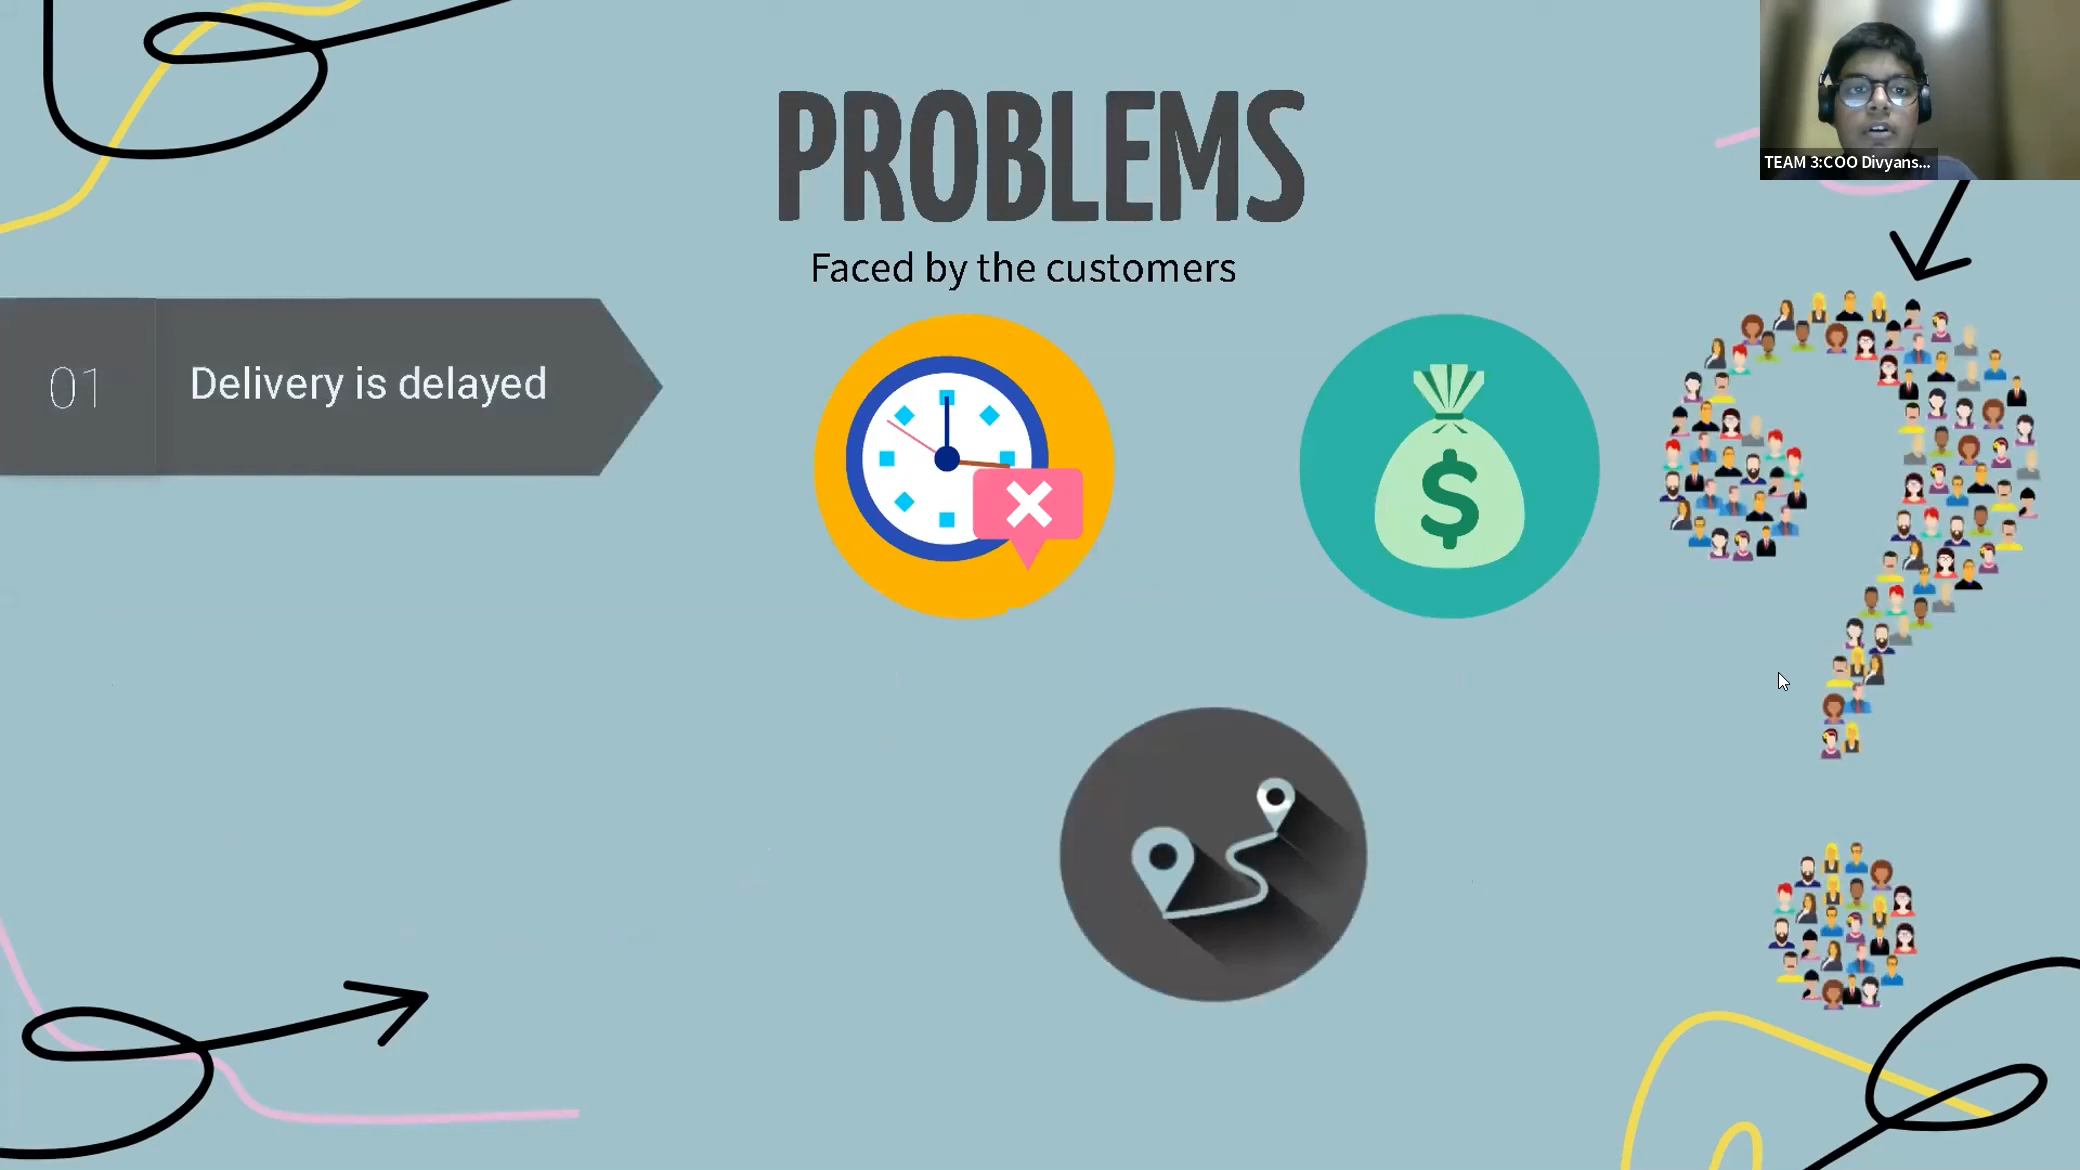 PROBLEMS
Faced by the customers
TEAM 3:COO Divyans...
01
Delivery is delayed
$